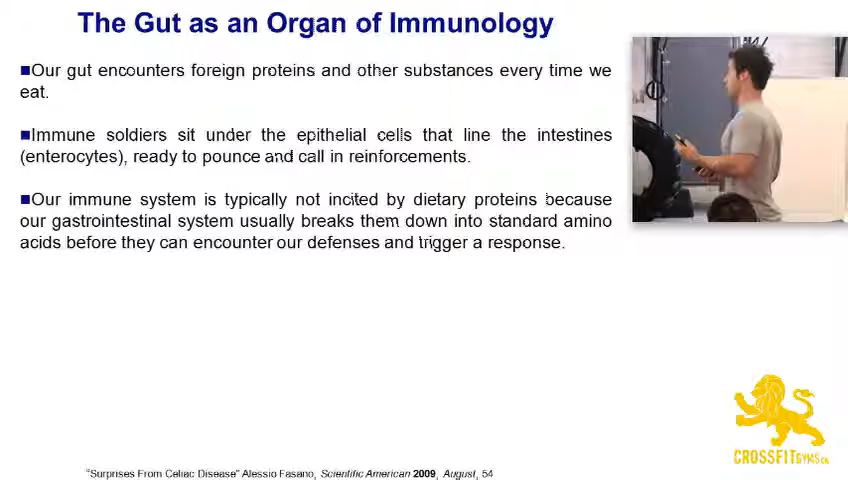 The Gut as an Organ of Immunology
■Our gut encounters foreign proteins and other substances every time we
eat.
■Immune soldiers sit under the epithelial cells that line the intestines
(enterocytes), ready to pounce and call in reinforcements.
■Our immune system is typically not incited by dietary proteins because
our gastrointestinal system usually breaks them down into standard amino
acids before they can encounter our defenses and trigger a response.
CROSSFITGYMS.CA
"Surprises From Celiac Disease" Alessio Fasano, Scientific American 2009, August, 54